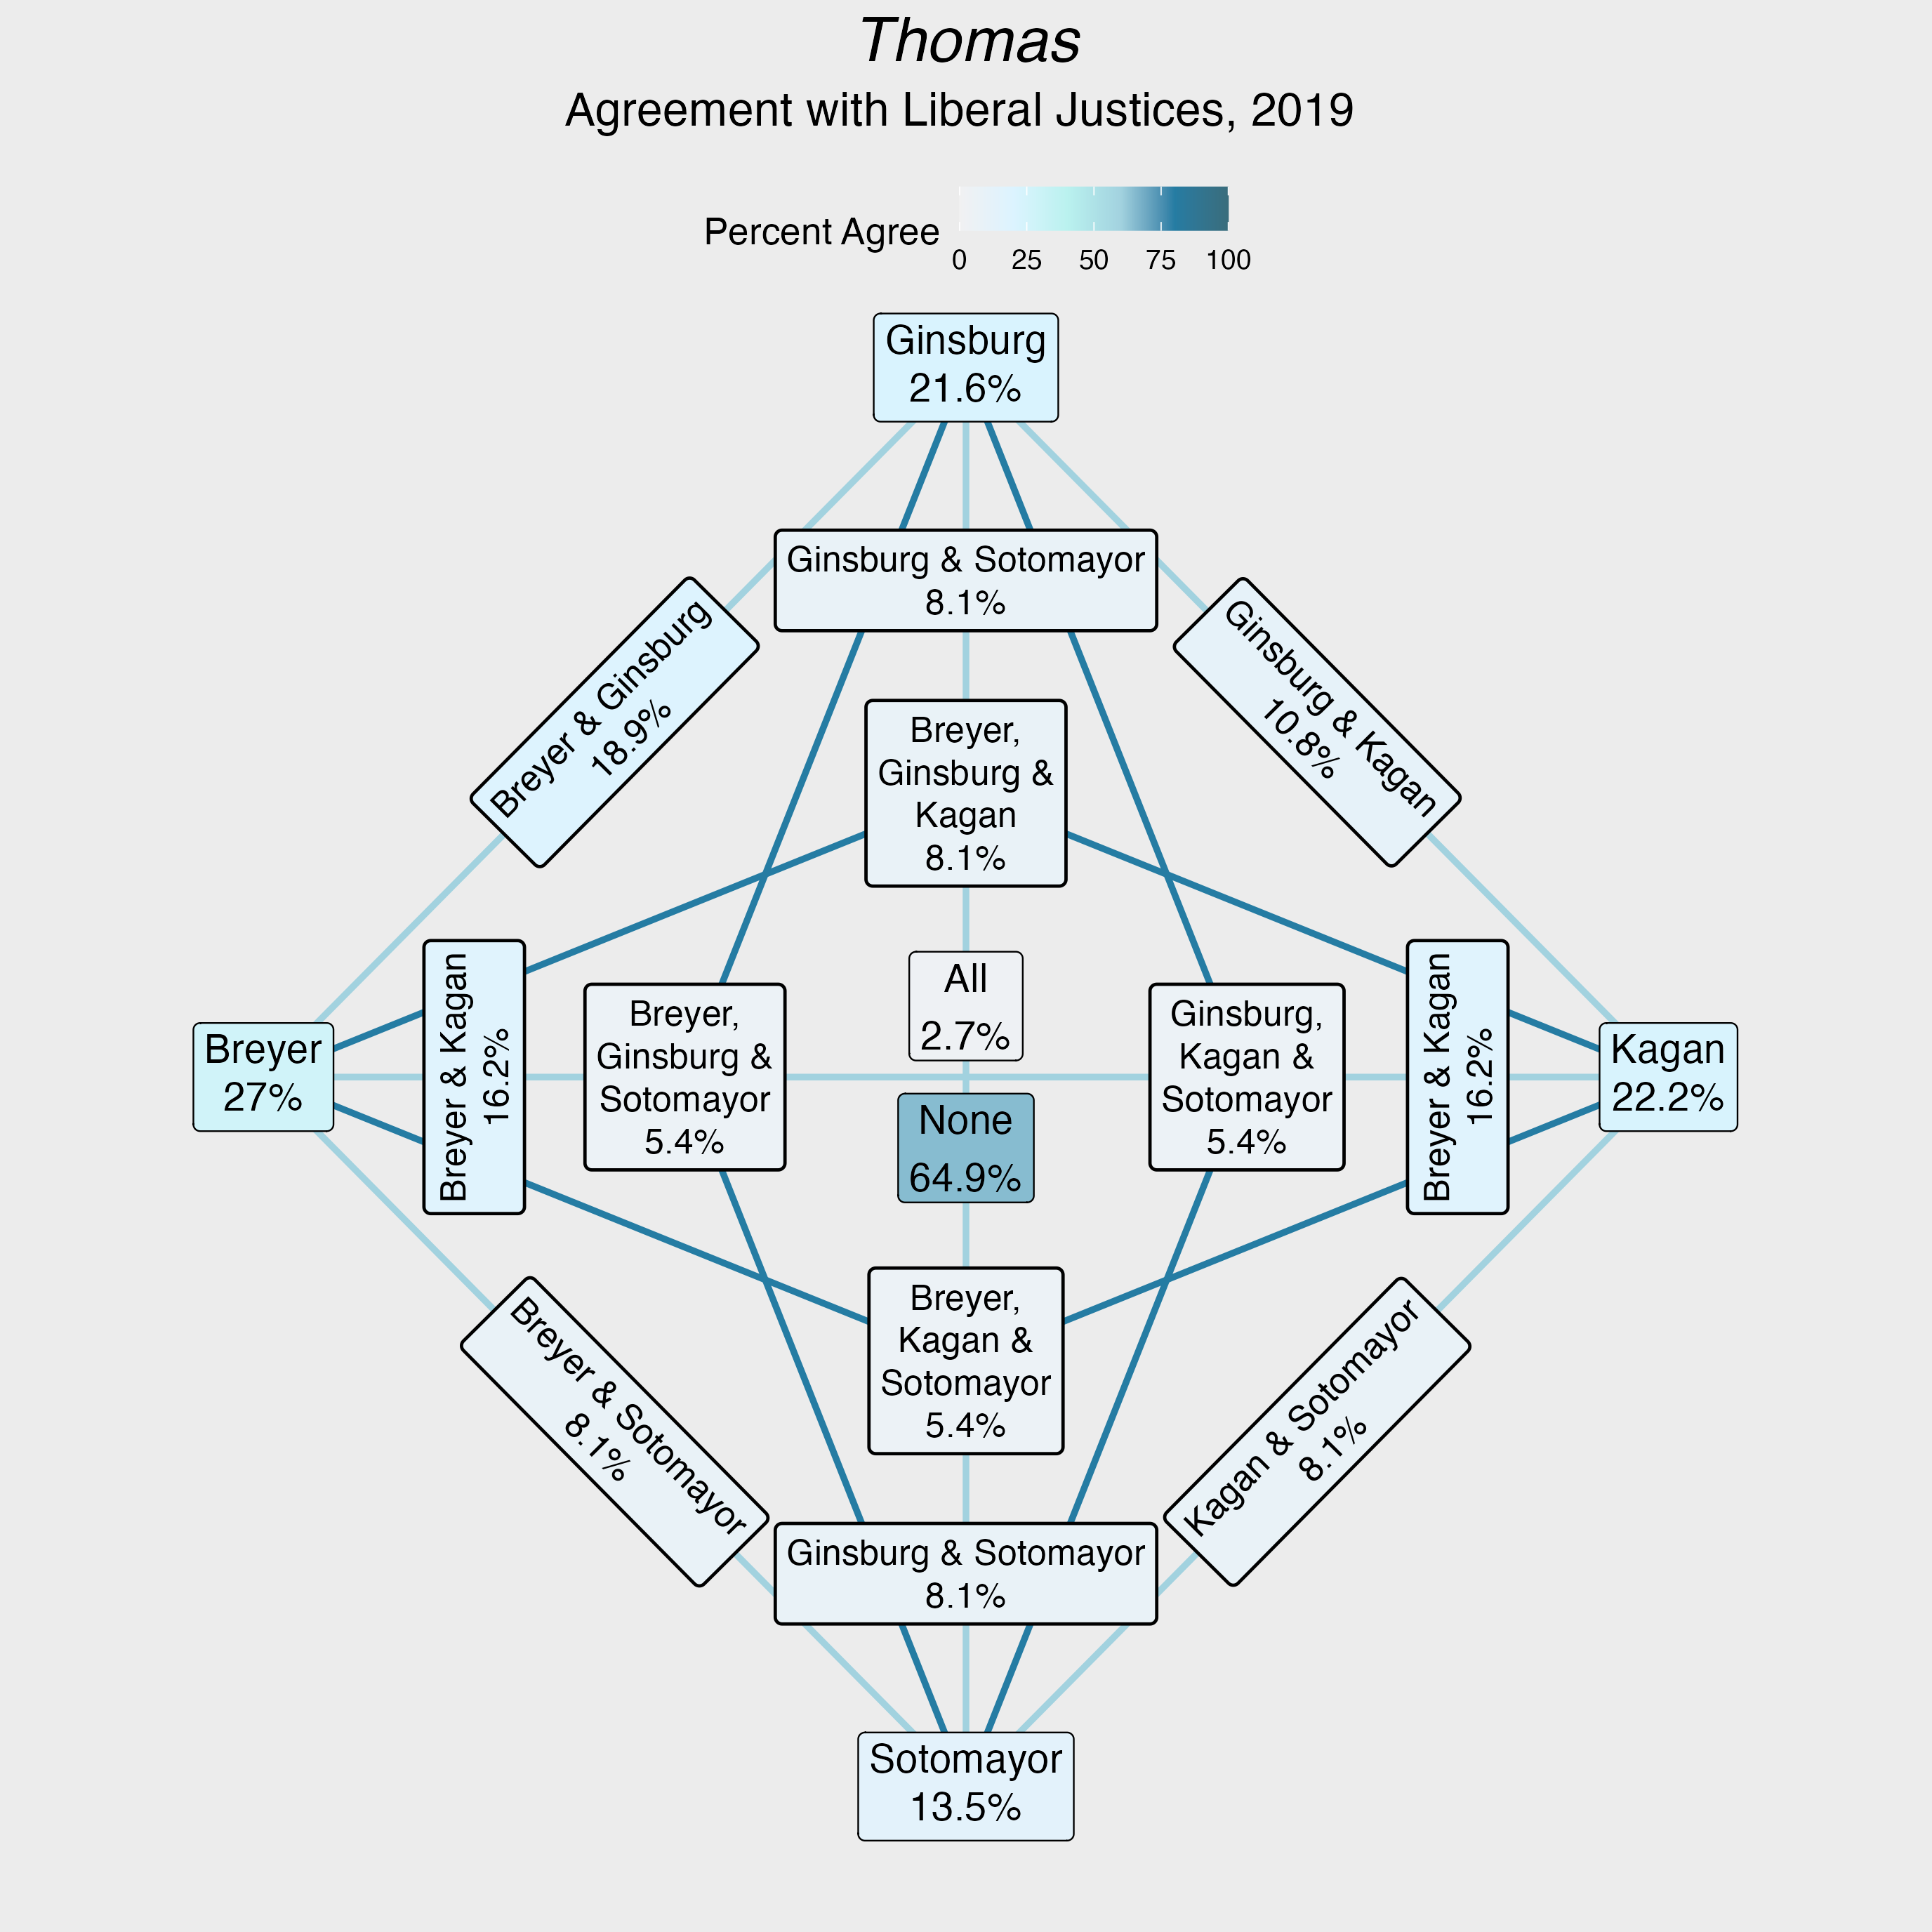 Thomas
Agreement with Liberal Justices, 2019
Percent Agree
0 25 50 75 100
Ginsburg
21.6%
Ginsburg & Sotomayor
8.1%
Breyer & Ginsburg
18.9%
Ginsburg & Kagan
10.8%
Breyer,
Ginsburg &
Kagan
8.1%
Breyer
27%
Breyer & Kagan
16.2%
Breyer,
Ginsburg &
Sotomayor
5.4%
All
2.7%
None
64.9%
Ginsburg,
Kagan &
Sotomayor
5.4%
Breyer & Kagan
16.2%
Kagan
22.2%
Breyer,
Kagan &
Sotomayor
5.4%
Breyer & Sotomayor
8.1%
Kagan & Sotomayor
8.1%
Ginsburg & Sotomayor
8.1%
Sotomayor
13.5%